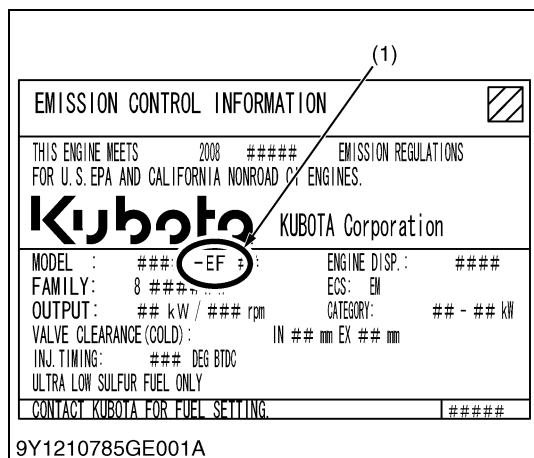 (1)
EMISSION CONTROL INFORMATION
THIS ENGINE MEETS 2008 ##### EMISSION REGULATIONS
FOR U.S. EPA AND CALIFORNIA NONROAD CI ENGINES.
Kubota KUBOTA Corporation
MODEL : ### -EF ENGINE DISP. : ####
FAMILY: 8 ### ECS: EM
OUTPUT: ## kW / ### rpm CATEGORY: ## - ## kW
VALVE CLEARANCE (COLD) : IN ## mm EX ## mm
INJ. TIMING: ### DEG BTDC
ULTRA LOW SULFUR FUEL ONLY
CONTACT KUBOTA FOR FUEL SETTING. #####
9Y1210785GE001A